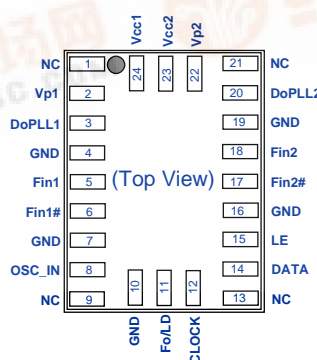 Vcc1 Vcc2 Vp2
24 23 22
NC 1 21 NC
Vp1 2 20 DoPLL2
DoPLL1 3 19 GND
GND 4 18 Fin2
Fin1 5 (Top View) 17 Fin2#
Fin1# 6 16 GND
GND 7 15 LE
OSC_IN 8 14 DATA
NC 9 13 NC
10 11 12
GND Fo/LD CLOCK